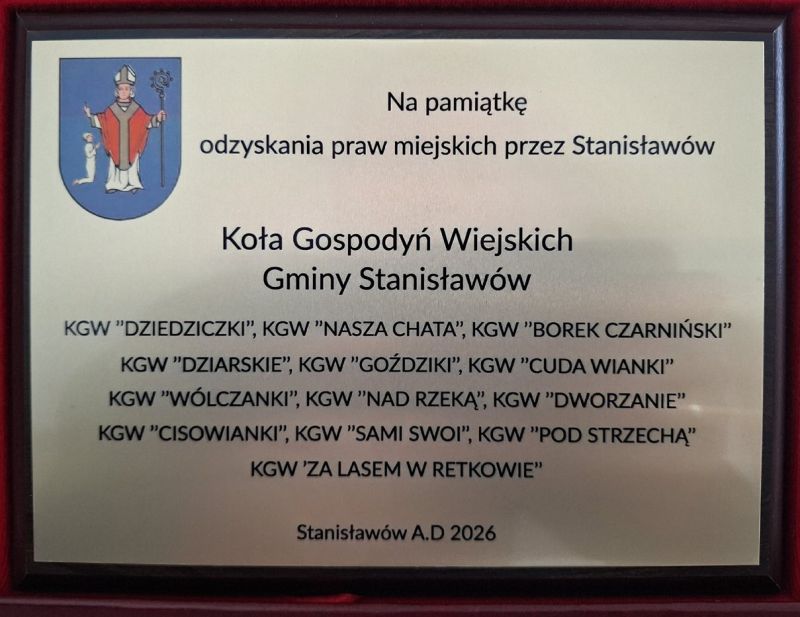 Na pamiątkę
odzyskania praw miejskich przez Stanisławów
Koła Gospodyń Wiejskich
Gminy Stanisławów
KGW ”DZIEDZICZKI”, KGW ”NASZA CHATA”, KGW ”BOREK CZARNIŃSKI”
KGW ”DZIARSKIE”, KGW ”GOŹDZIKI”, KGW ”CUDA WIANKI”
KGW ”WÓLCZANKI”, KGW ”NAD RZEKĄ”, KGW ”DWORZANIE”
KGW ”CISOWIANKI”, KGW ”SAMI SWOI”, KGW ”POD STRZECHĄ”
KGW ’ZA LASEM W RETKOWIE”
Stanisławów A.D 2026